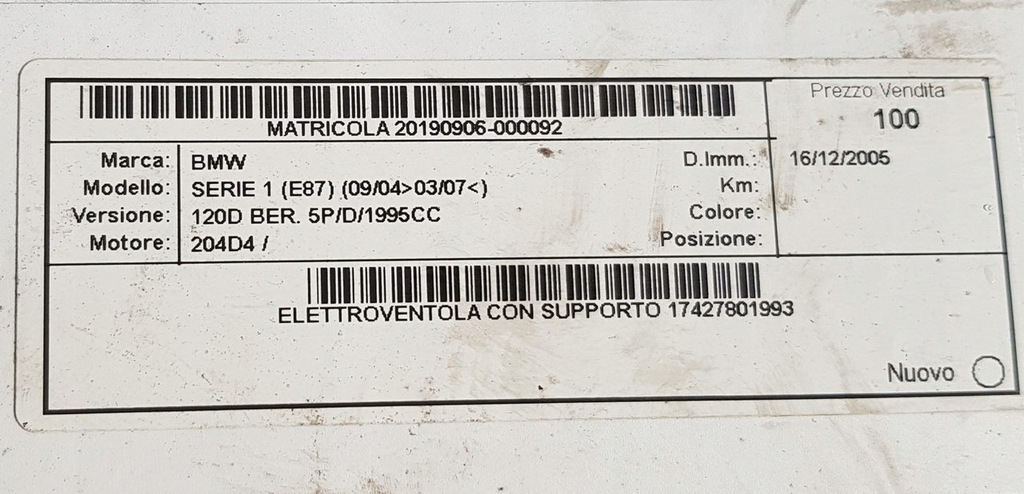 MATRICOLA 20190906-000092
Prezzo Vendita
100
Marca: BMW
Modello: SERIE 1 (E87) (09/04>03/07<)
Versione: 120D BER. 5P/D/1995CC
Motore: 204D4 /
D.Imm.: 16/12/2005
Km:
Colore:
Posizione:
ELETTROVENTOLA CON SUPPORTO 17427801993
Nuovo